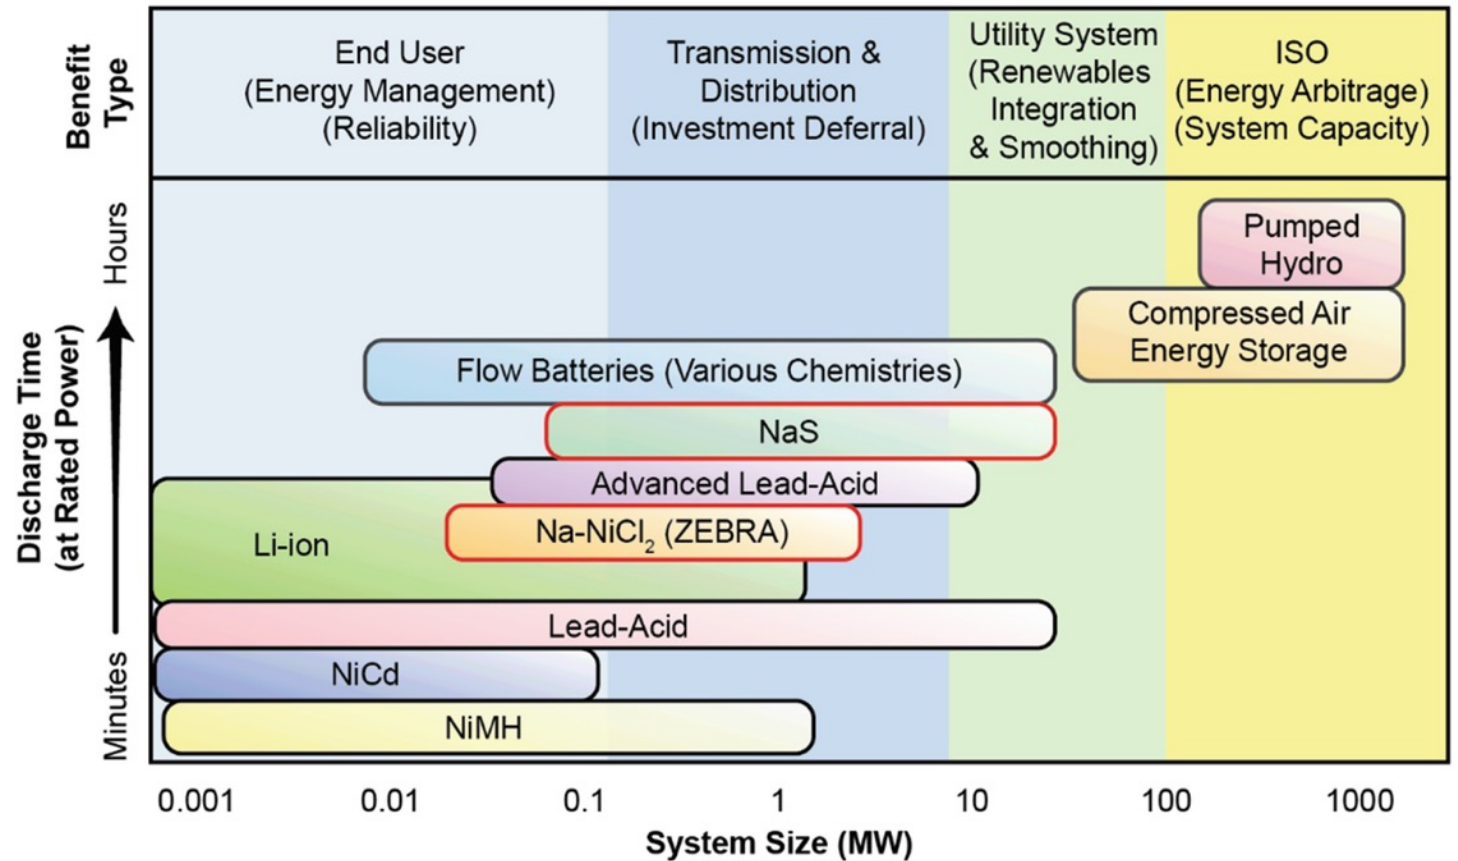 Benefit
Type
End User
(Energy Management)
(Reliability)
Transmission &
Distribution
(Investment Deferral)
Utility System
(Renewables
Integration
& Smoothing)
ISO
(Energy Arbitrage)
(System Capacity)
Discharge Time
(at Rated Power)
Hours
Minutes
Pumped
Hydro
Compressed Air
Energy Storage
Flow Batteries (Various Chemistries)
NaS
Advanced Lead-Acid
Na-NiCl₂ (ZEBRA)
Li-ion
Lead-Acid
NiCd
NiMH
0.001 0.01 0.1 1 10 100 1000
System Size (MW)